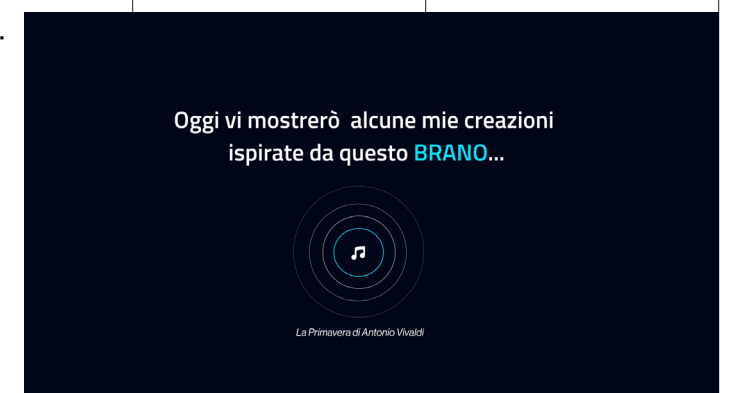 Oggi vi mostrerò  alcune mie creazioni
ispirate da questo BRANO...
La Primavera di Antonio Vivaldi